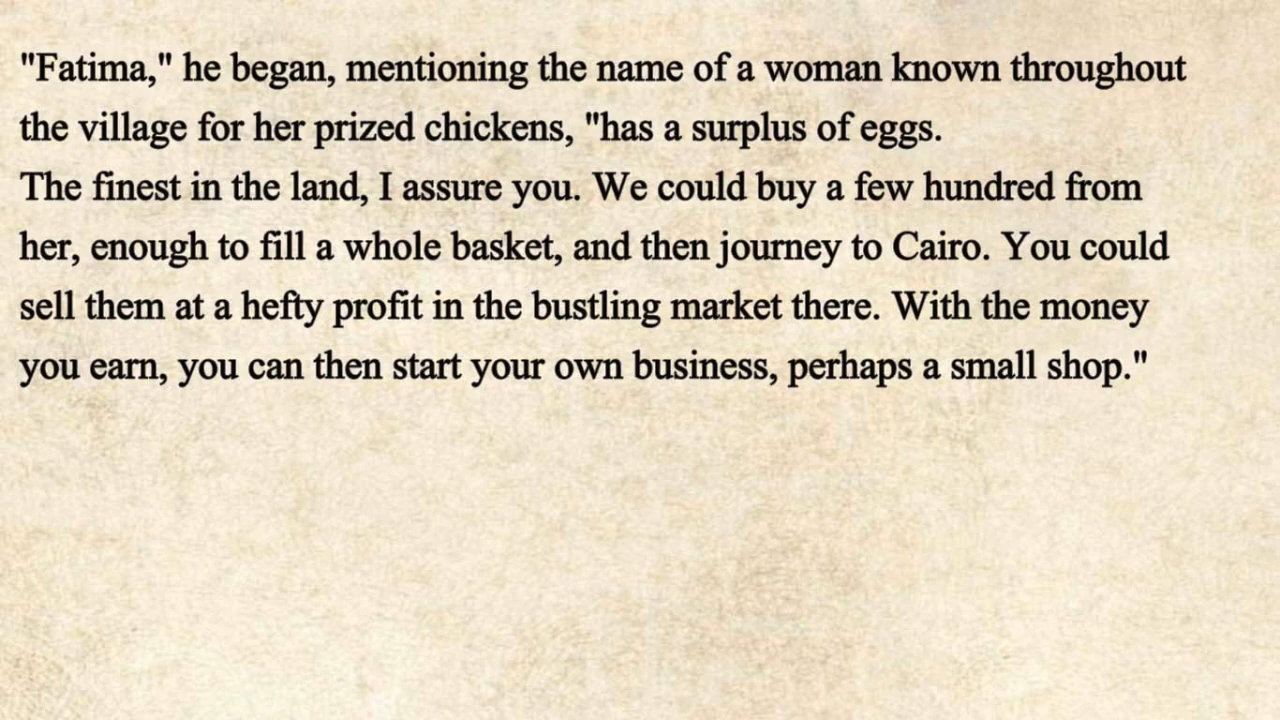 "Fatima," he began, mentioning the name of a woman known throughout
the village for her prized chickens, "has a surplus of eggs.
The finest in the land, I assure you. We could buy a few hundred from
her, enough to fill a whole basket, and then journey to Cairo. You could
sell them at a hefty profit in the bustling market there. With the money
you earn, you can then start your own business, perhaps a small shop."